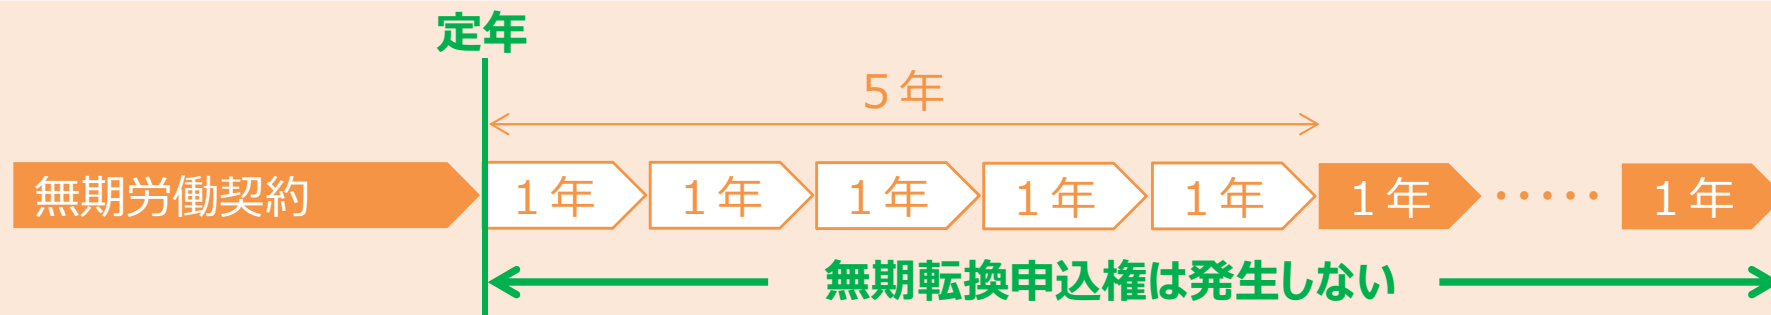 定年
５年
無期労働契約
１年
１年
１年
１年
１年
１年
・・・・・
１年
無期転換申込権は発生しない